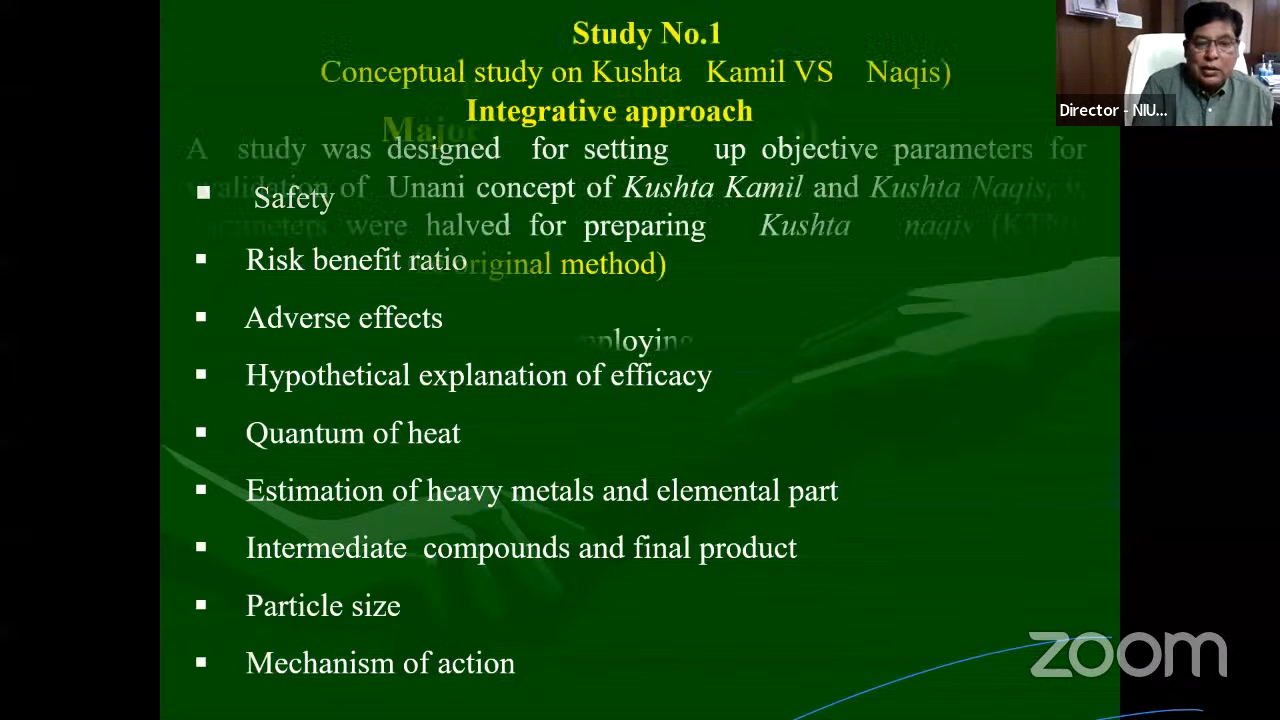 Study No.1
Conceptual study on Kushta Kamil VS Naqis)
Integrative approach
Major
A study was designed for setting up objective parameters for
validation of Unani concept of Kushta Kamil and Kushta Naqis,
Safety
parameters were halved for preparing Kushta naqis
Risk benefit ratio
original method)
Adverse effects
Hypothetical explanation of efficacy
Quantum of heat
Estimation of heavy metals and elemental part
Intermediate compounds and final product
Particle size
Mechanism of action
Director - NIU...
zoom